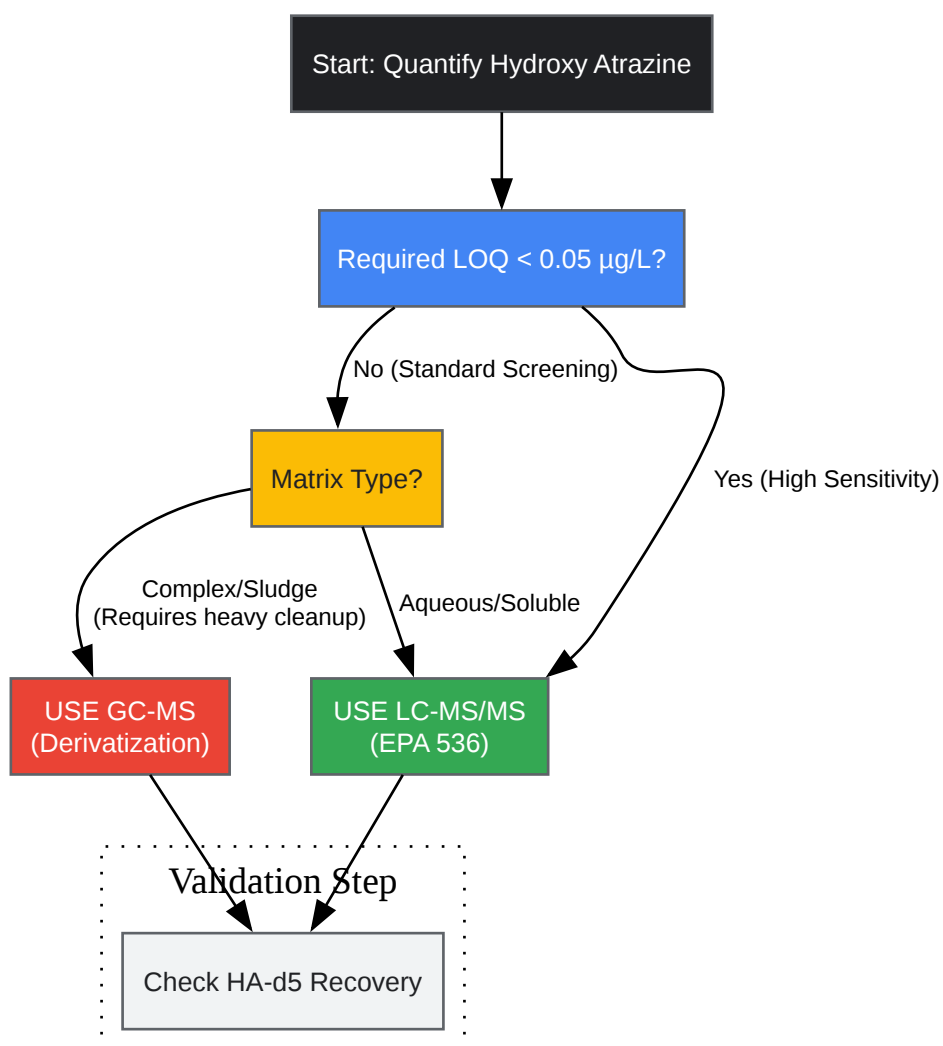 Start: Quantify Hydroxy Atrazine
Required LOQ < 0.05 µg/L?
No (Standard Screening)
Yes (High Sensitivity)
Matrix Type?
Complex/Sludge
(Requires heavy cleanup)
Aqueous/Soluble
USE GC-MS
(Derivatization)
USE LC-MS/MS
(EPA 536)
Validation Step
Check HA-d5 Recovery